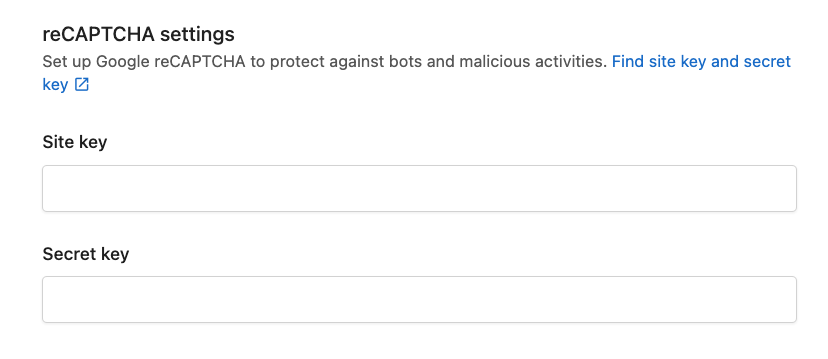 reCAPTCHA settings
Set up Google reCAPTCHA to protect against bots and malicious activities. Find site key and secret
key
Site key
Secret key